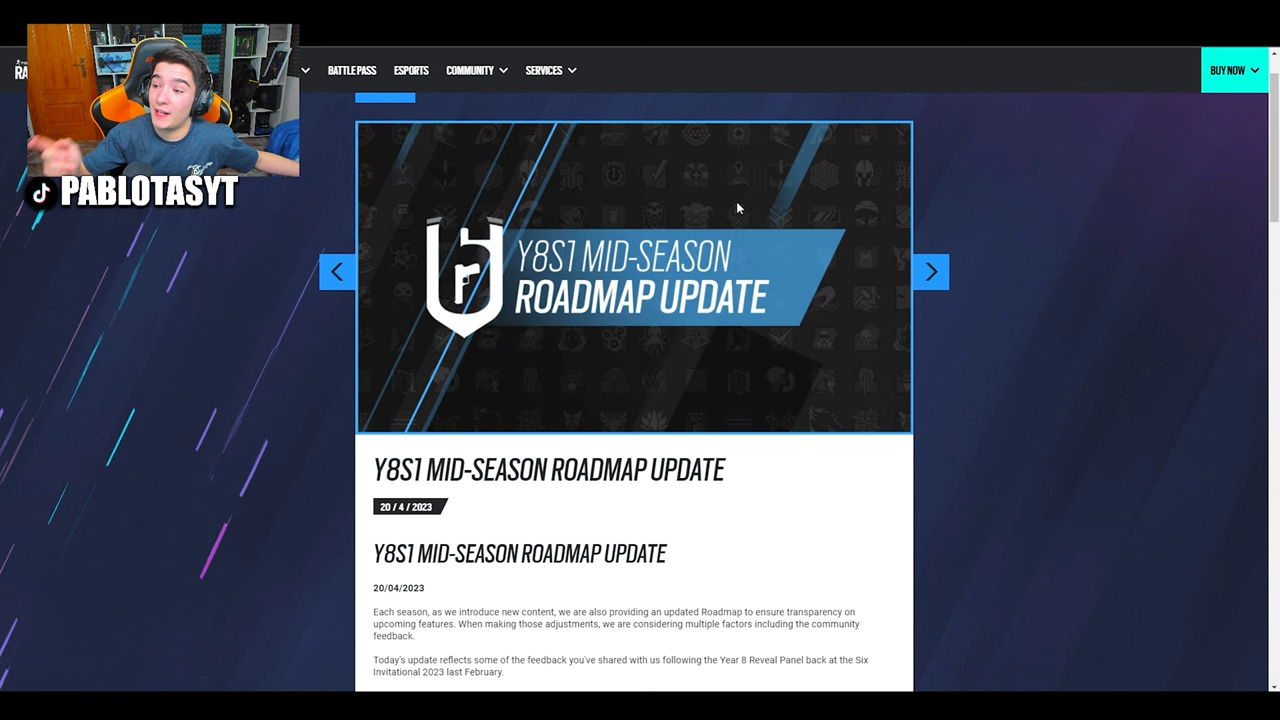 RA
BATTLE PASS
ESPORTS
COMMUNITY
SERVICES
BUY NOW
PABLOTASYT
Y8S1 MID-SEASON
ROADMAP UPDATE
Y8S1 MID-SEASON ROADMAP UPDATE
20 / 4 / 2023
Y8S1 MID-SEASON ROADMAP UPDATE
20/04/2023
Each season, as we introduce new content, we are also providing an updated Roadmap to ensure transparency on
upcoming features. When making those adjustments, we are considering multiple factors including the community
feedback.
Today's update reflects some of the feedback you've shared with us following the Year 8 Reveal Panel back at the Six
Invitational 2023 last February.